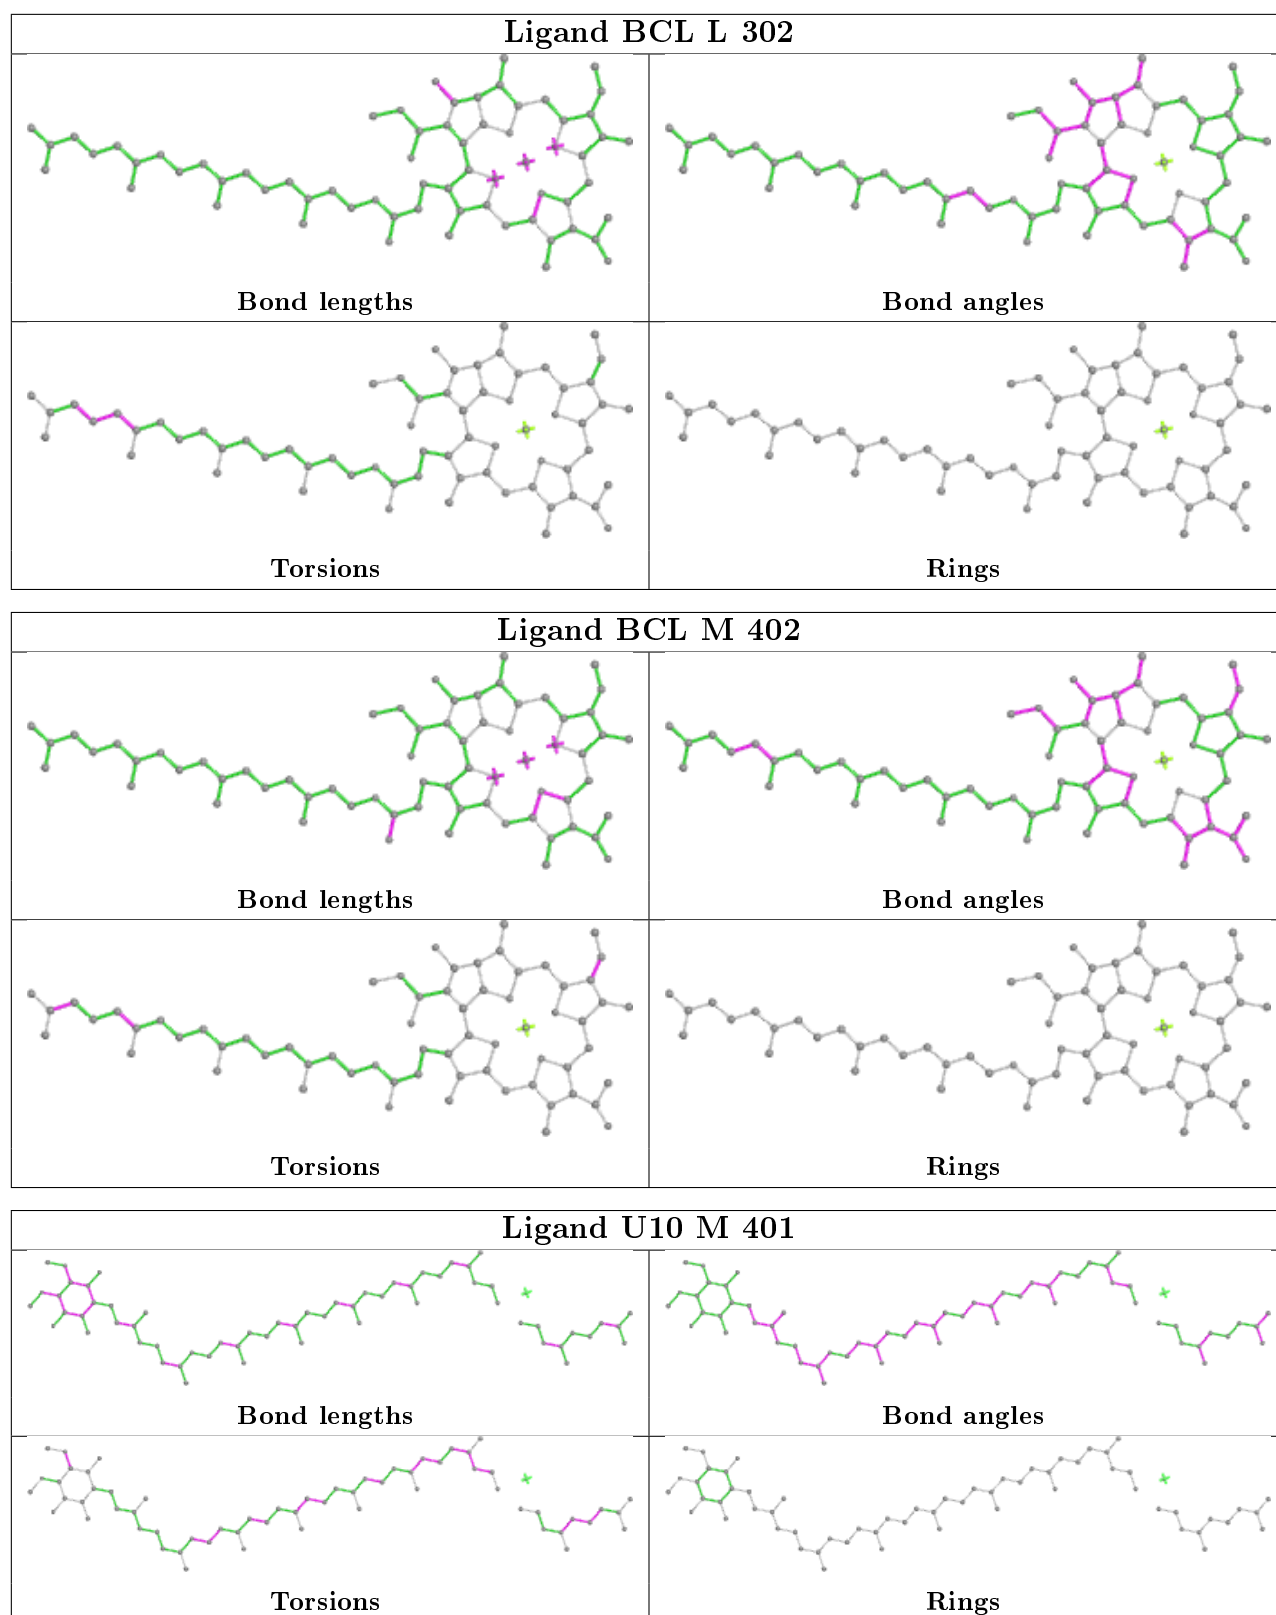 Ligand BCL L 302
Bond lengths
Bond angles
Torsions
Rings
Ligand BCL M 402
Bond lengths
Bond angles
Torsions
Rings
Ligand U10 M 401
Bond lengths
Bond angles
Torsions
Rings